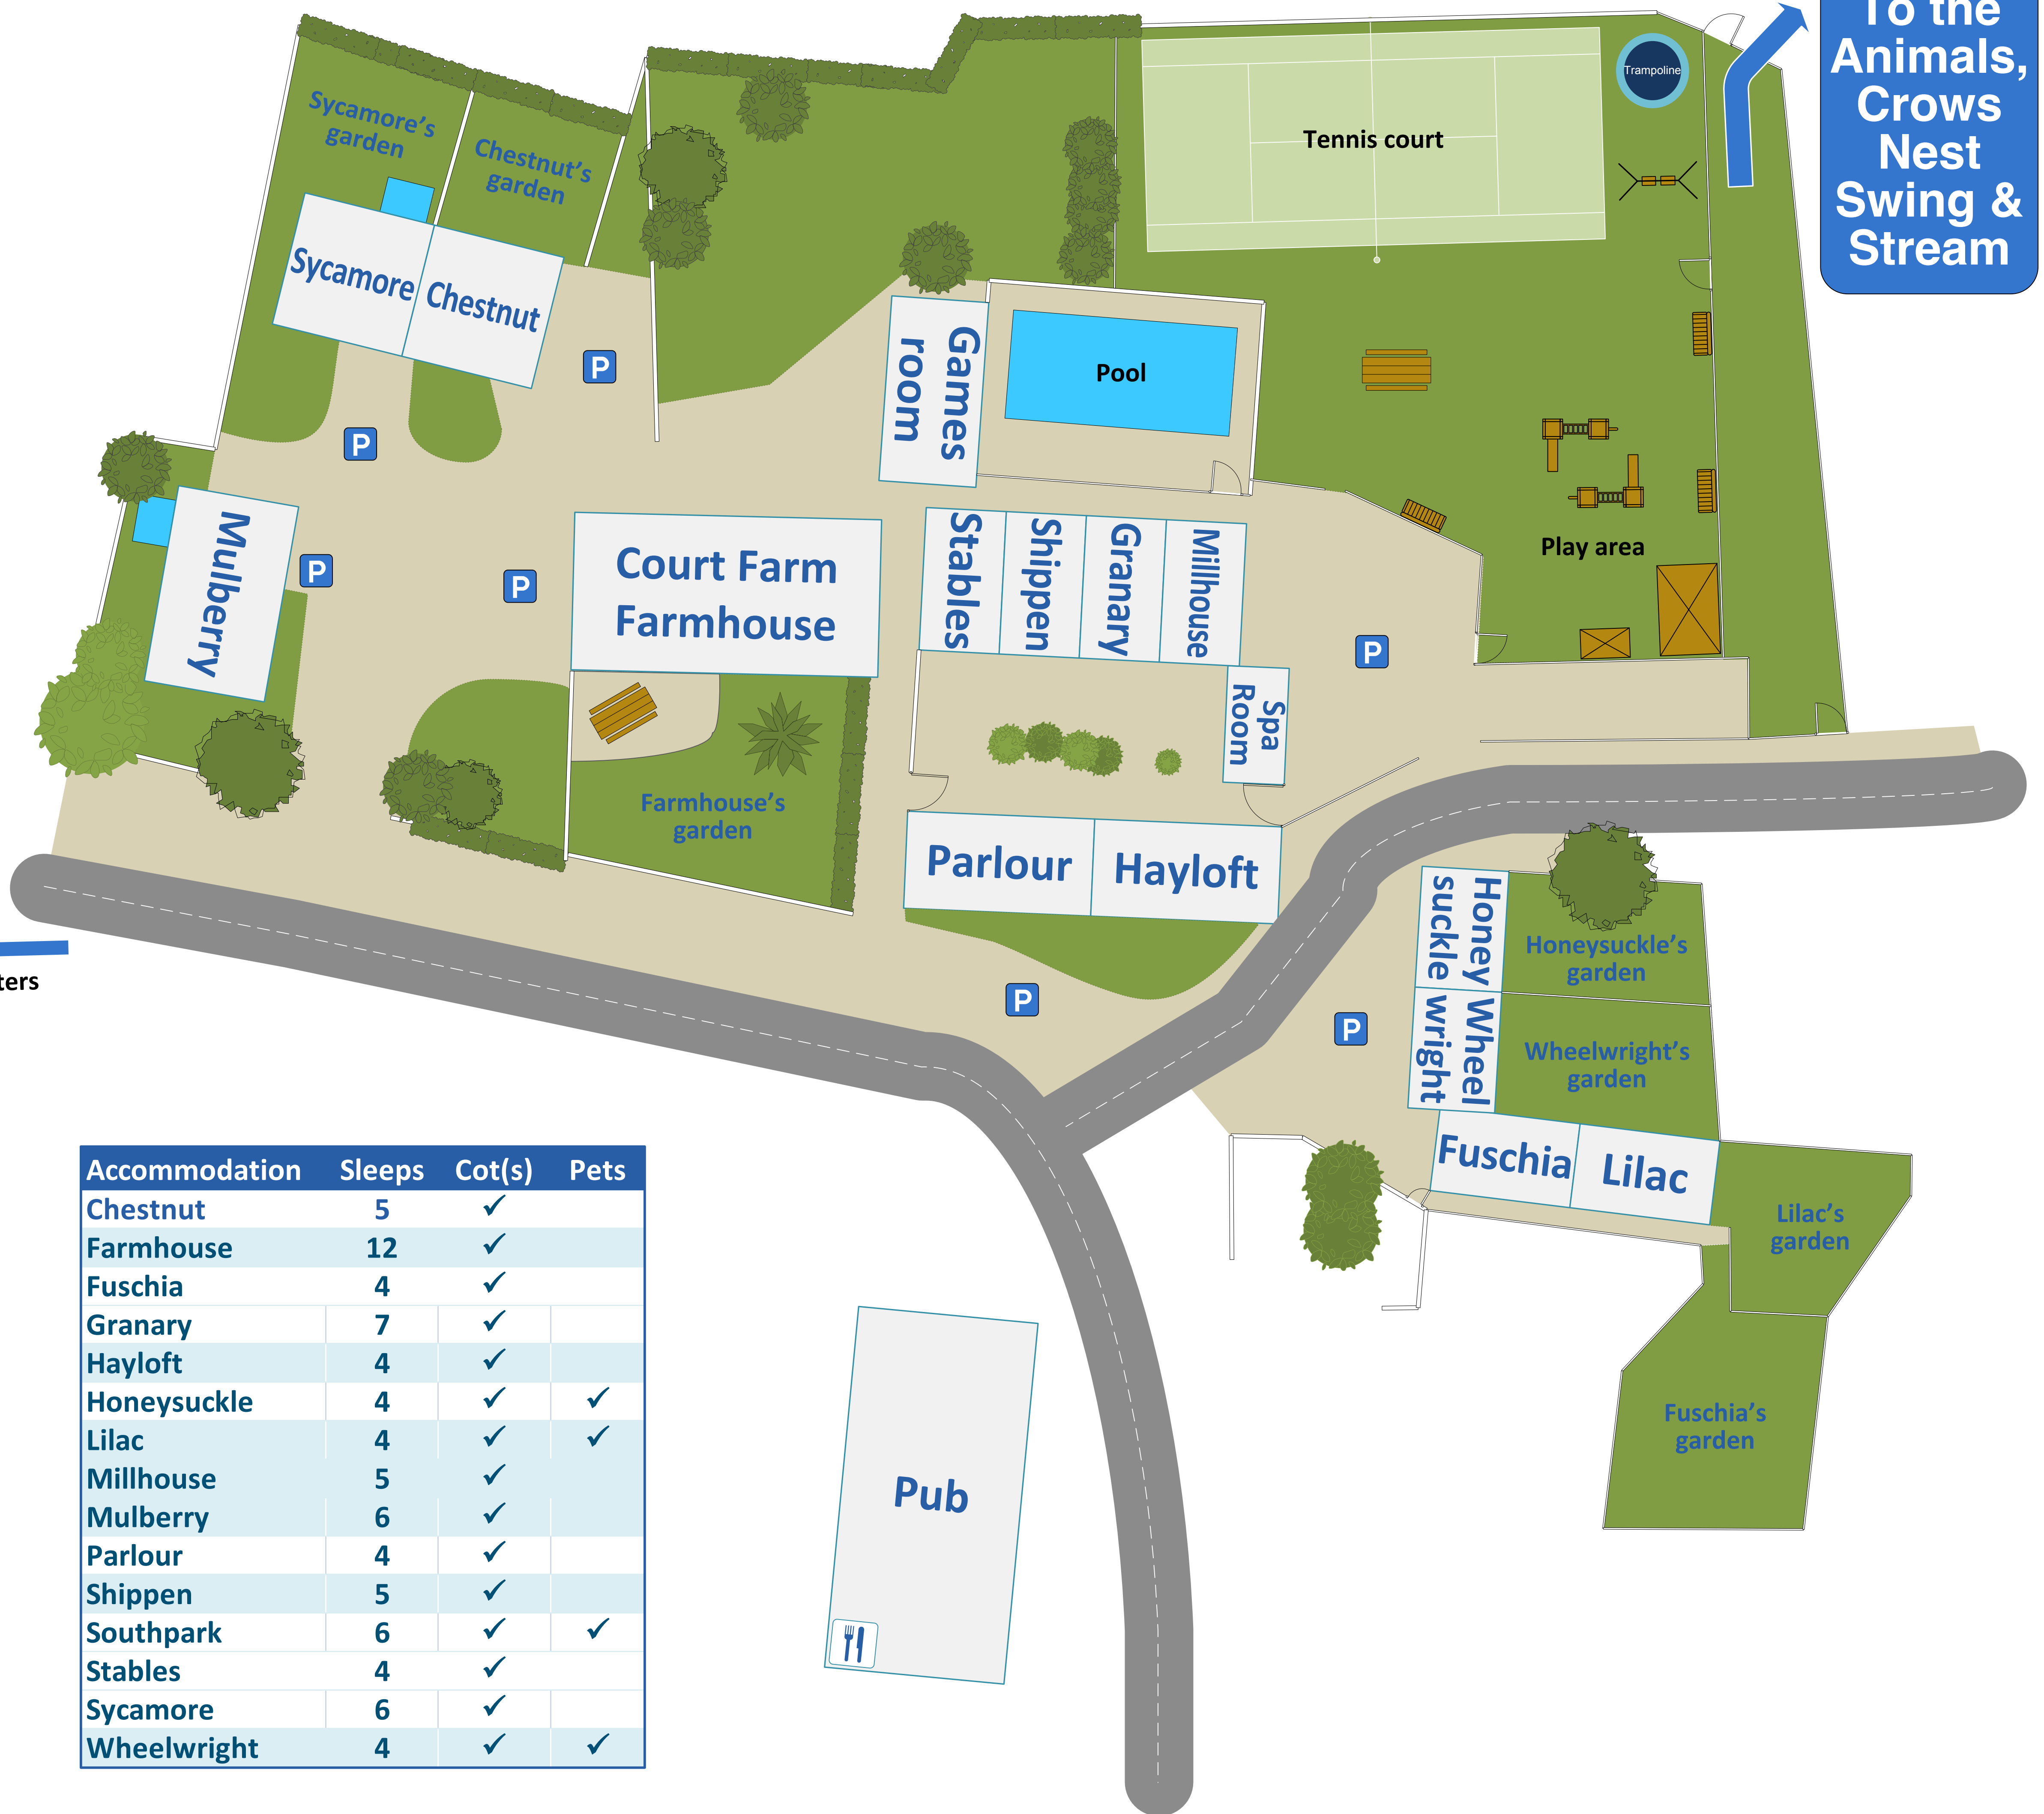 To the
Animals,
Crows
Nest
Swing &
Stream
Trampoline
Tennis court
Sycamore's
garden
Chestnut's
garden
Sycamore
Chestnut
P
P
Games
room
Pool
Mulberry
P
P
Court Farm
Farmhouse
Stables
Shippen
Granary
Millhouse
Play area
P
Spa
Room
Farmhouse's
garden
Parlour
Hayloft
Honey
suckle
Honeysuckle's
garden
Wheel
wright
Wheelwright's
garden
ters
P
P
Fuschia
Lilac
Lilac's
garden
Fuschia's
garden
Pub
Accommodation Sleeps Cot(s) Pets
Chestnut 5 ✓
Farmhouse 12 ✓
Fuschia 4 ✓
Granary 7 ✓
Hayloft 4 ✓
Honeysuckle 4 ✓ ✓
Lilac 4 ✓ ✓
Millhouse 5 ✓
Mulberry 6 ✓
Parlour 4 ✓
Shippen 5 ✓
Southpark 6 ✓ ✓
Stables 4 ✓
Sycamore 6 ✓
Wheelwright 4 ✓ ✓